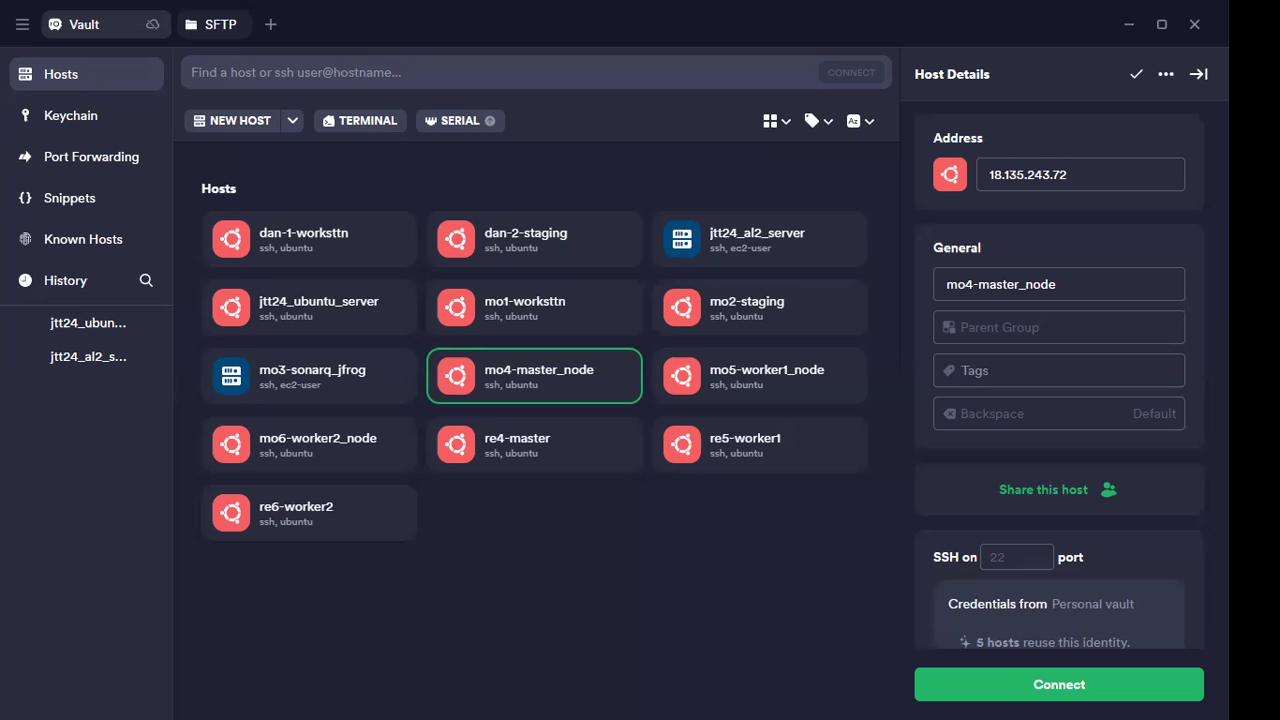 Vault
SFTP
Hosts
Keychain
Port Forwarding
Snippets
Known Hosts
History
jtt24_ubun...
jtt24_al2_s...
Find a host or ssh user@hostname...
CONNECT
NEW HOST
TERMINAL
SERIAL
Az
Hosts
dan-1-worksttn
ssh, ubuntu
dan-2-staging
ssh, ubuntu
jtt24_al2_server
ssh, ec2-user
jtt24_ubuntu_server
ssh, ubuntu
mo1-worksttn
ssh, ubuntu
mo2-staging
ssh, ubuntu
mo3-sonarq_jfrog
ssh, ec2-user
mo4-master_node
ssh, ubuntu
mo5-worker1_node
ssh, ubuntu
mo6-worker2_node
ssh, ubuntu
re4-master
ssh, ubuntu
re5-worker1
ssh, ubuntu
re6-worker2
ssh, ubuntu
Host Details
Address
18.135.243.72
General
mo4-master_node
Parent Group
Tags
Backspace Default
Share this host
SSH on 22 port
Credentials from Personal vault
5 hosts reuse this identity.
Connect